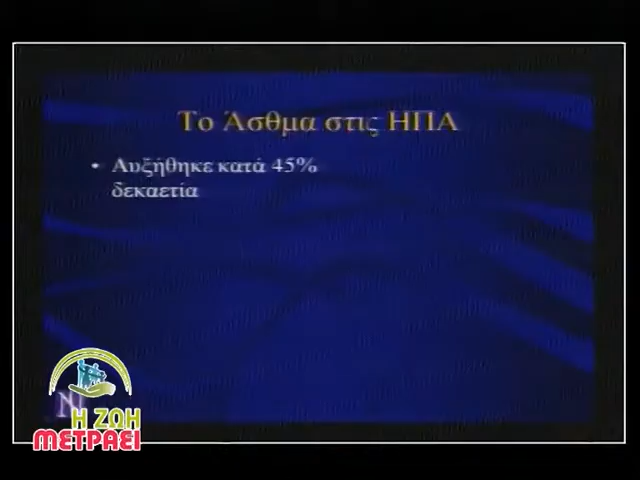 Το Άσθμα στις ΗΠΑ
• Αυξήθηκε κατά 45%
δεκαετία
Η ΖΩΗ
ΜΕΤΡΑΕΙ